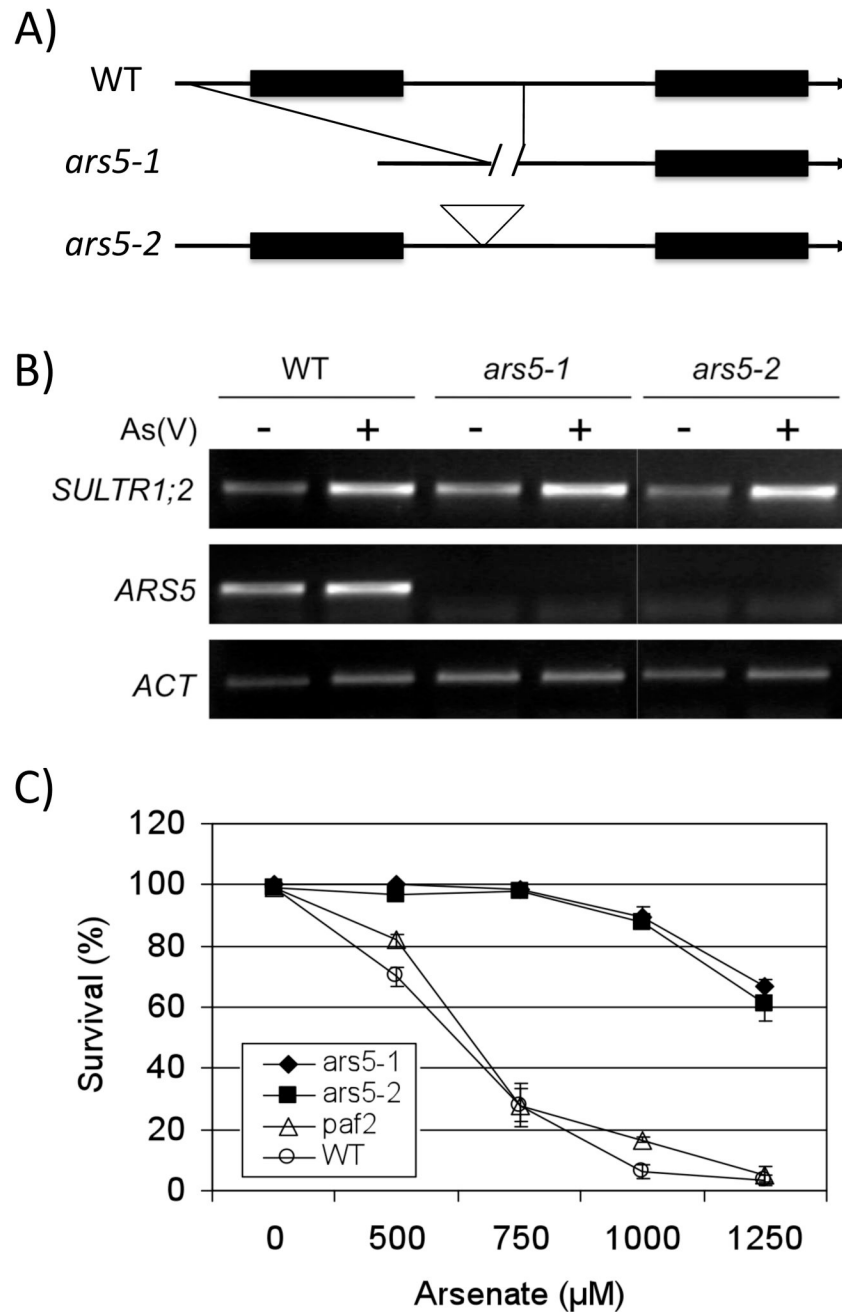 A)
WT
ars5-1
ars5-2
B)
WT ars5-1 ars5-2
As(V) - + - + - +
SULTR1;2
ARS5
ACT
C)
120
100
80
60
40
20
0
Survival (%)
ars5-1
ars5-2
paf2
WT
0 500 750 1000 1250
Arsenate (µM)